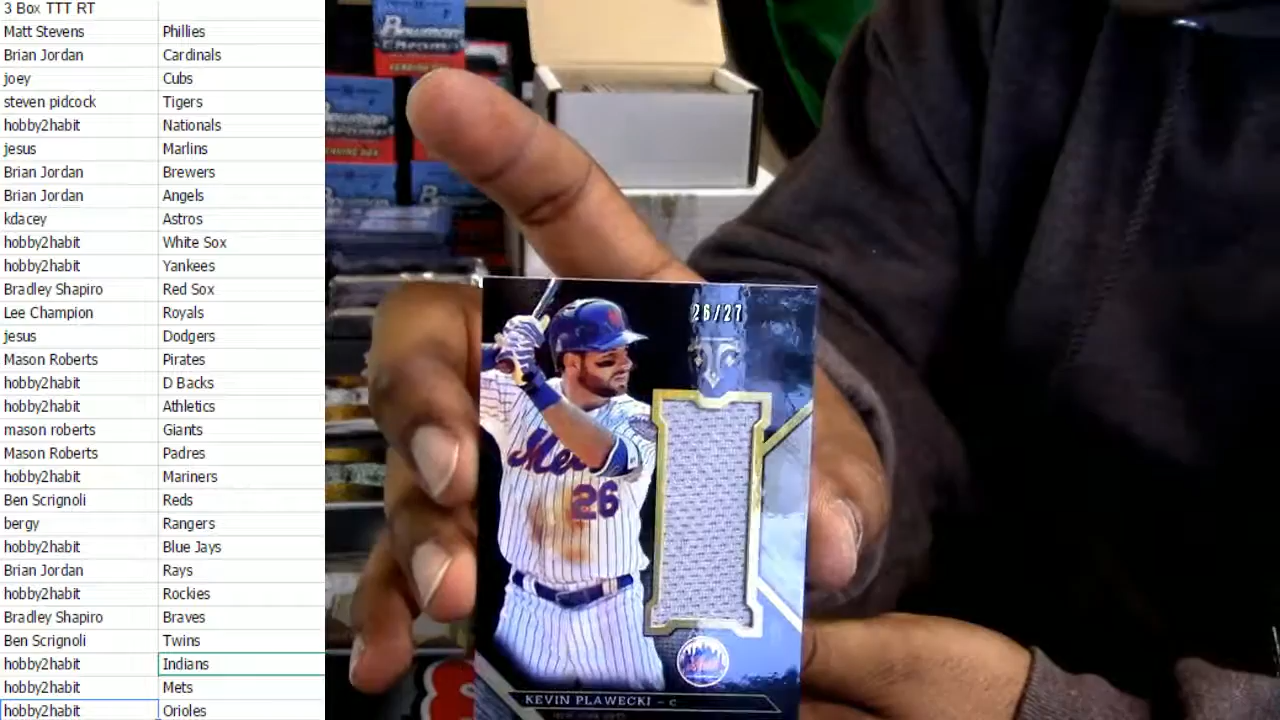 3 Box TTT RT
Matt Stevens Phillies
Brian Jordan Cardinals
joey Cubs
steven pidcock Tigers
hobby2habit Nationals
jesus Marlins
Brian Jordan Brewers
Brian Jordan Angels
kdacey Astros
hobby2habit White Sox
hobby2habit Yankees
Bradley Shapiro Red Sox
Lee Champion Royals
jesus Dodgers
Mason Roberts Pirates
hobby2habit D Backs
hobby2habit Athletics
mann roberts Giants
Mason Roberts Padres
hobby2habit Mariners
Ben Scrignoli Reds
bergy Rangers
hobby2habit Blue Jays
Brian Jordan Rays
hobby2habit Rockies
Bradley Shapiro Braves
Ben Scrignoli Twins
hobby2habit Indians
hobby2habit Mets
hobby2habit Orioles
Bowman
Chrome
26/27
Mets
26
KEVIN PLAWECKI - C